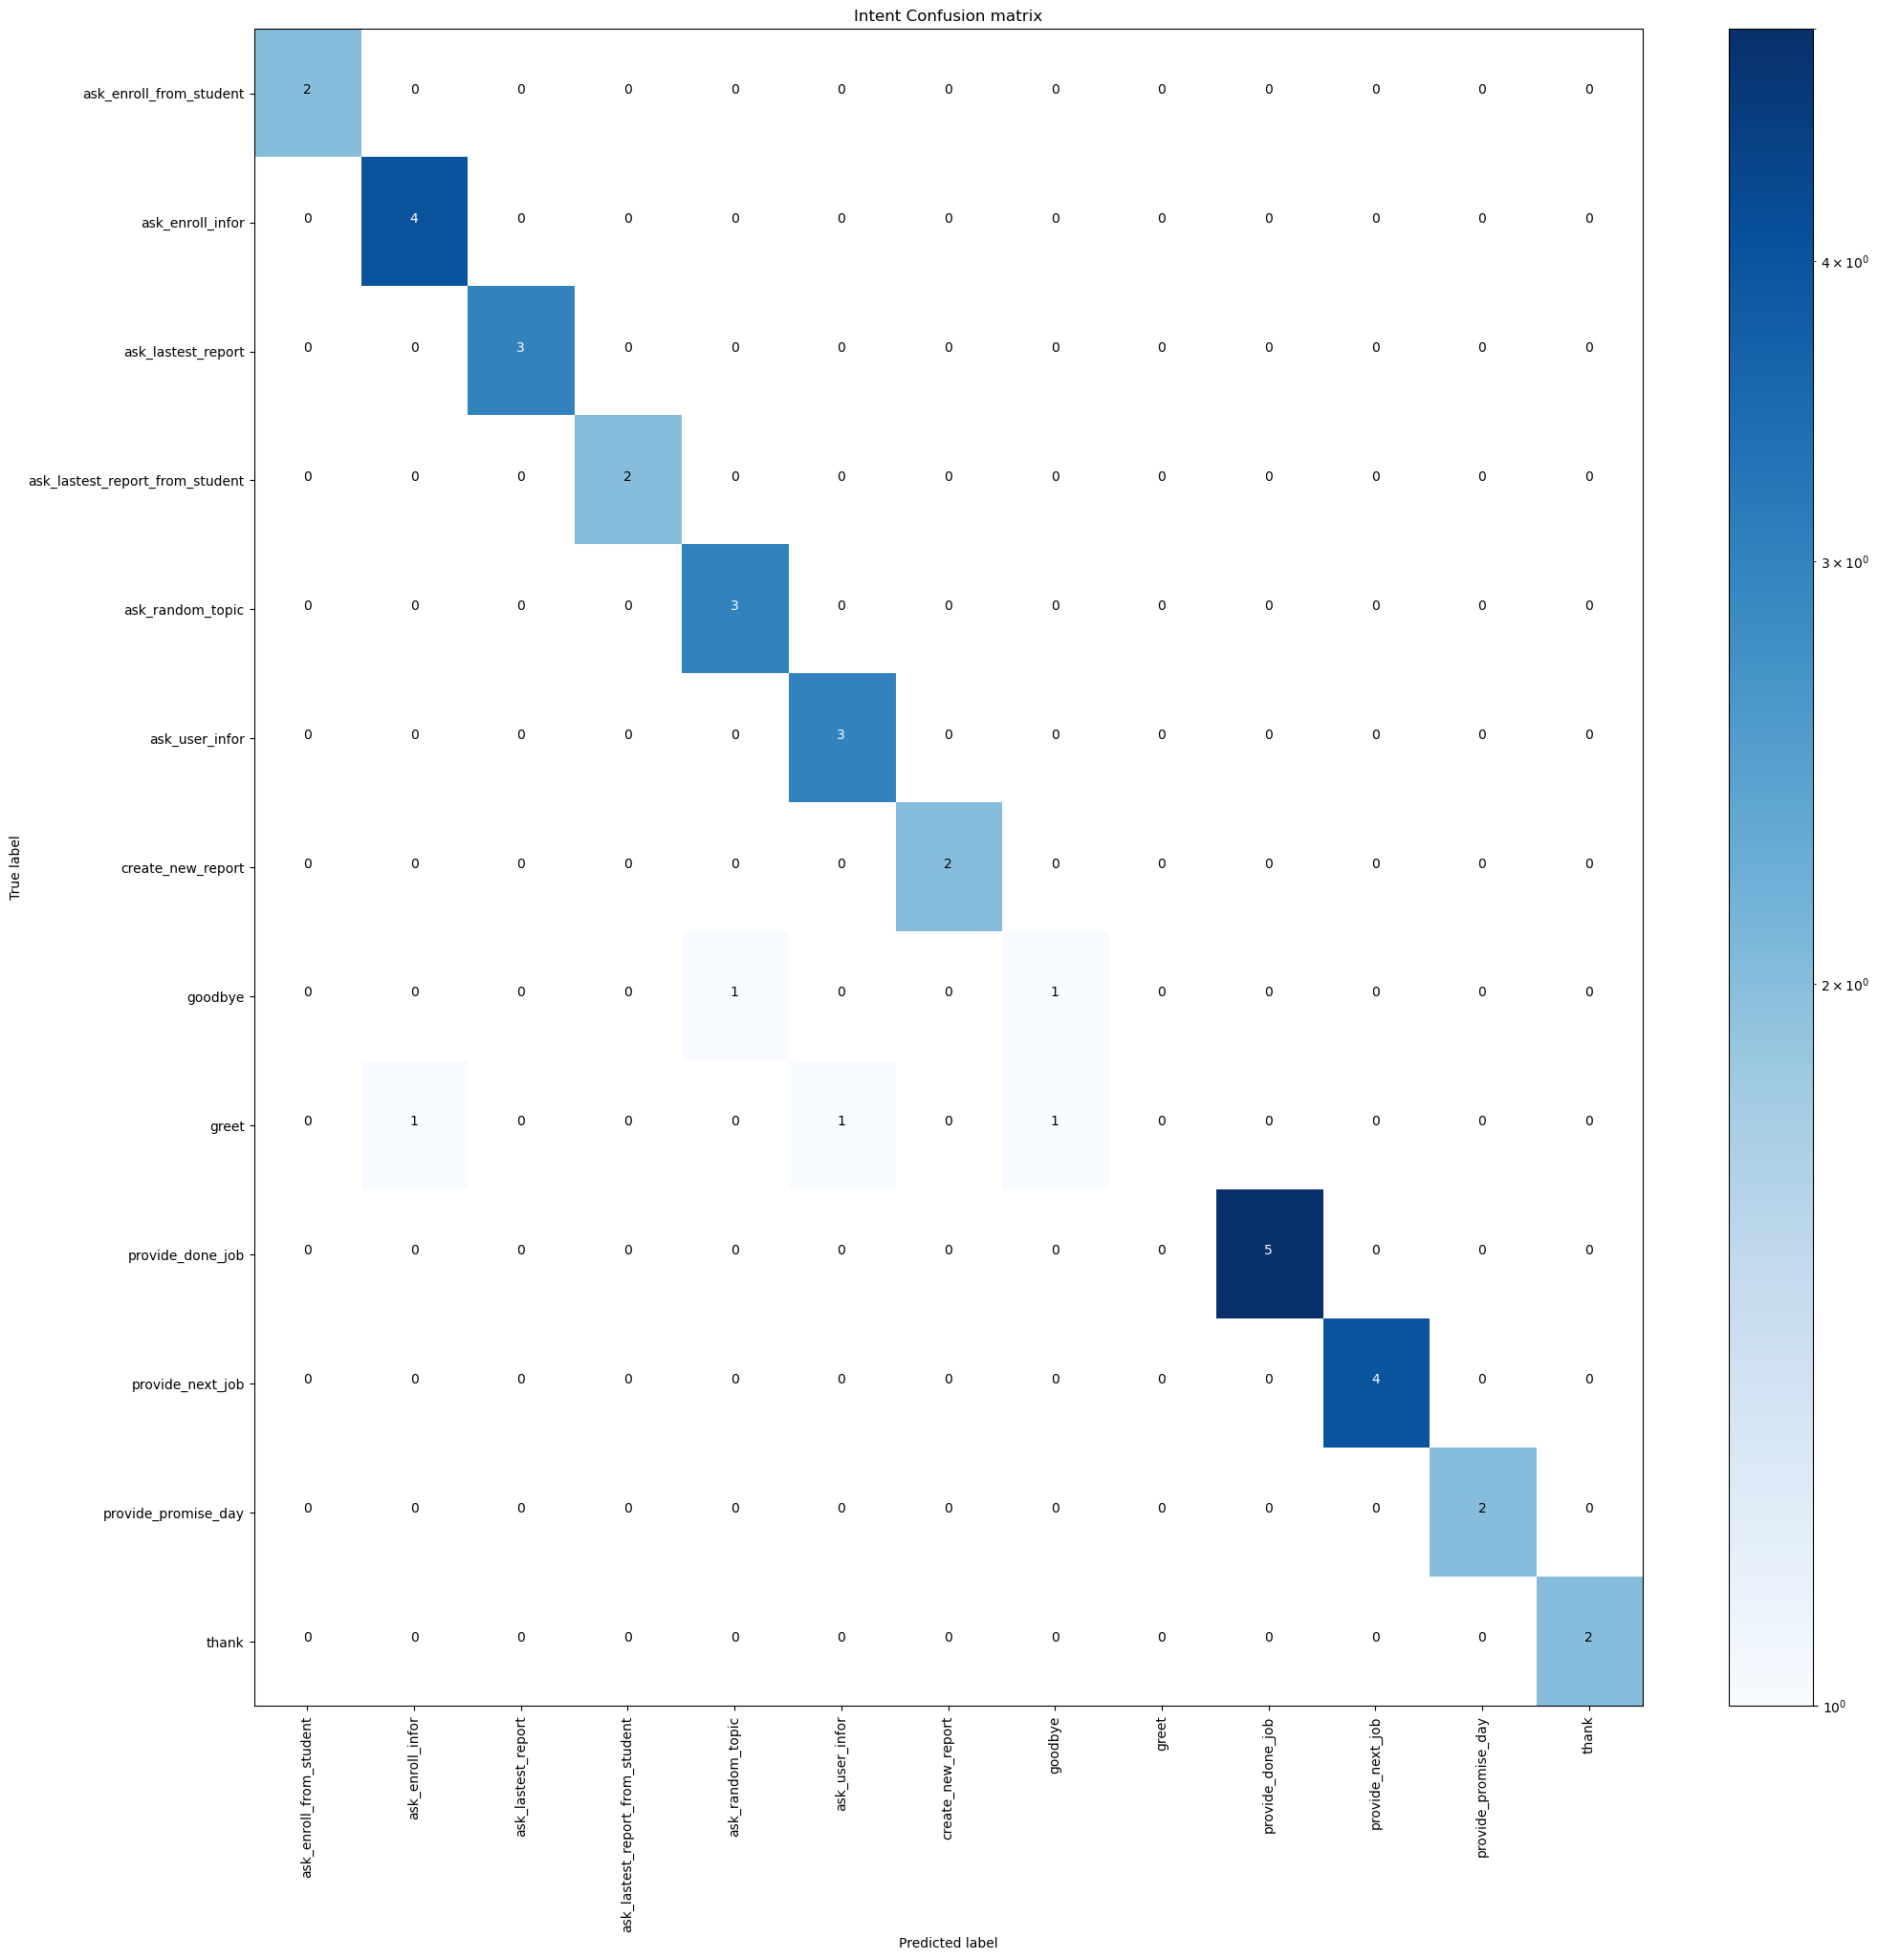 Intent Confusion matrix
ask_enroll_from_student 2 0 0 0 0 0 0 0 0 0 0 0 0
ask_enroll_infor 0 4 0 0 0 0 0 0 0 0 0 0 0
ask_lastest_report 0 0 3 0 0 0 0 0 0 0 0 0 0
ask_lastest_report_from_student 0 0 0 2 0 0 0 0 0 0 0 0 0
ask_random_topic 0 0 0 0 3 0 0 0 0 0 0 0 0
ask_user_infor 0 0 0 0 0 3 0 0 0 0 0 0 0
create_new_report 0 0 0 0 0 0 2 0 0 0 0 0 0
goodbye 0 0 0 0 1 0 0 1 0 0 0 0 0
greet 0 1 0 0 0 1 0 1 0 0 0 0 0
provide_done_job 0 0 0 0 0 0 0 0 0 5 0 0 0
provide_next_job 0 0 0 0 0 0 0 0 0 0 4 0 0
provide_promise_day 0 0 0 0 0 0 0 0 0 0 0 2 0
thank 0 0 0 0 0 0 0 0 0 0 0 0 2
True label
ask_enroll_from_student
ask_enroll_infor
ask_lastest_report
ask_lastest_report_from_student
ask_random_topic
ask_user_infor
create_new_report
goodbye
greet
provide_done_job
provide_next_job
provide_promise_day
thank
Predicted label
4 × 10⁰
3 × 10⁰
2 × 10⁰
10⁰